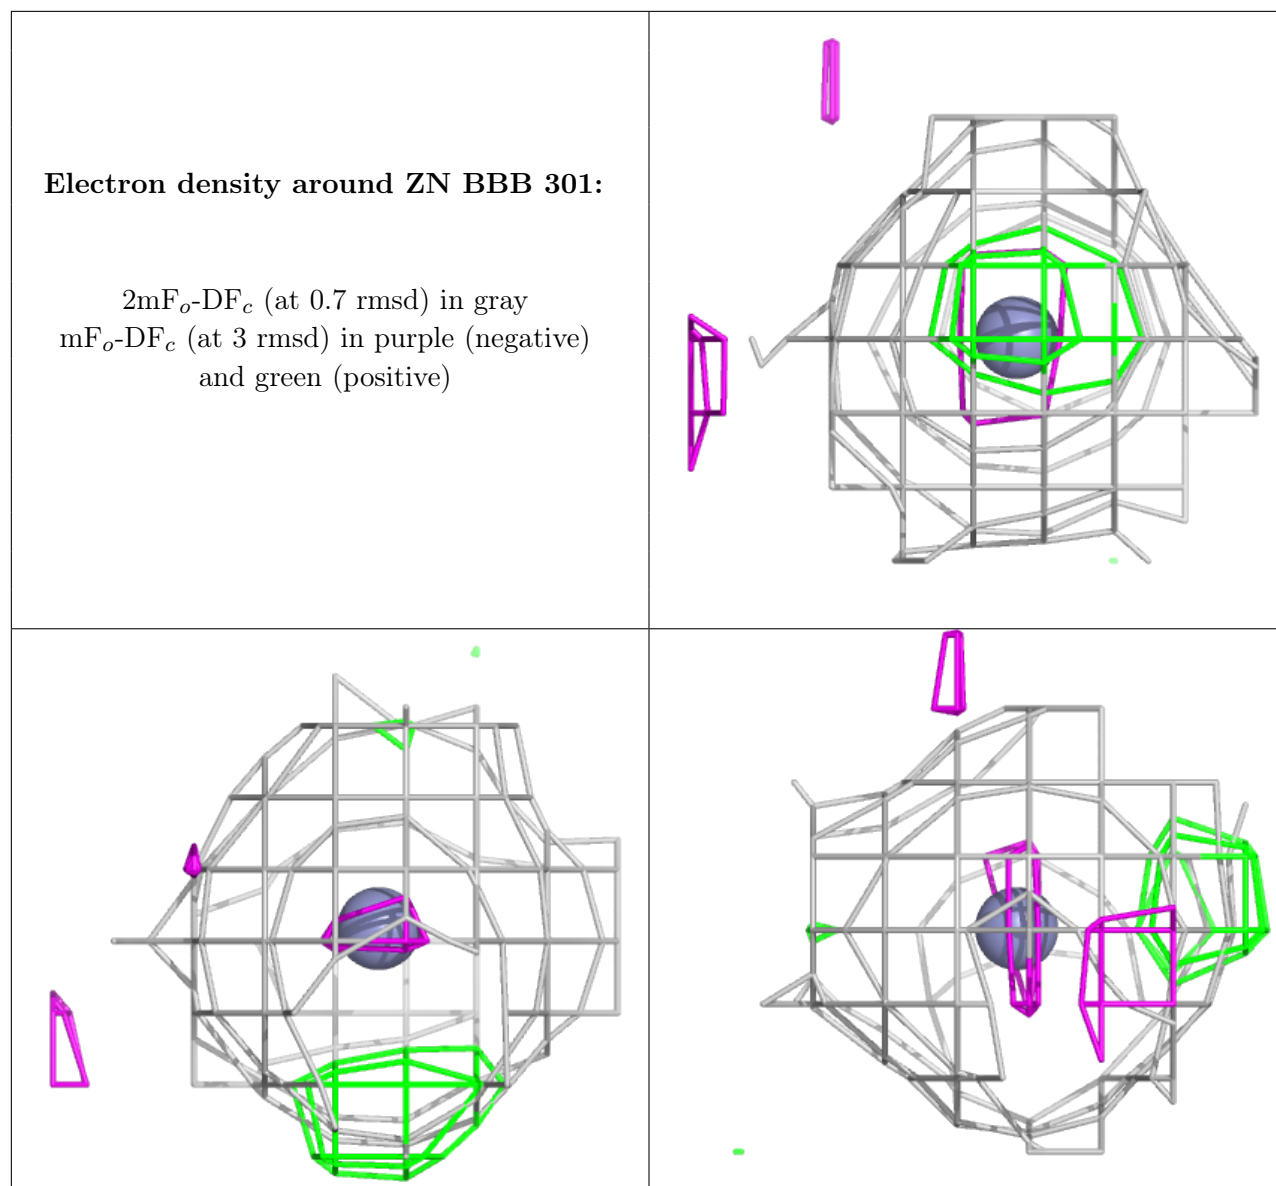 Electron density around ZN BBB 301:
2mFo-DFc (at 0.7 rmsd) in gray
mFo-DFc (at 3 rmsd) in purple (negative)
and green (positive)